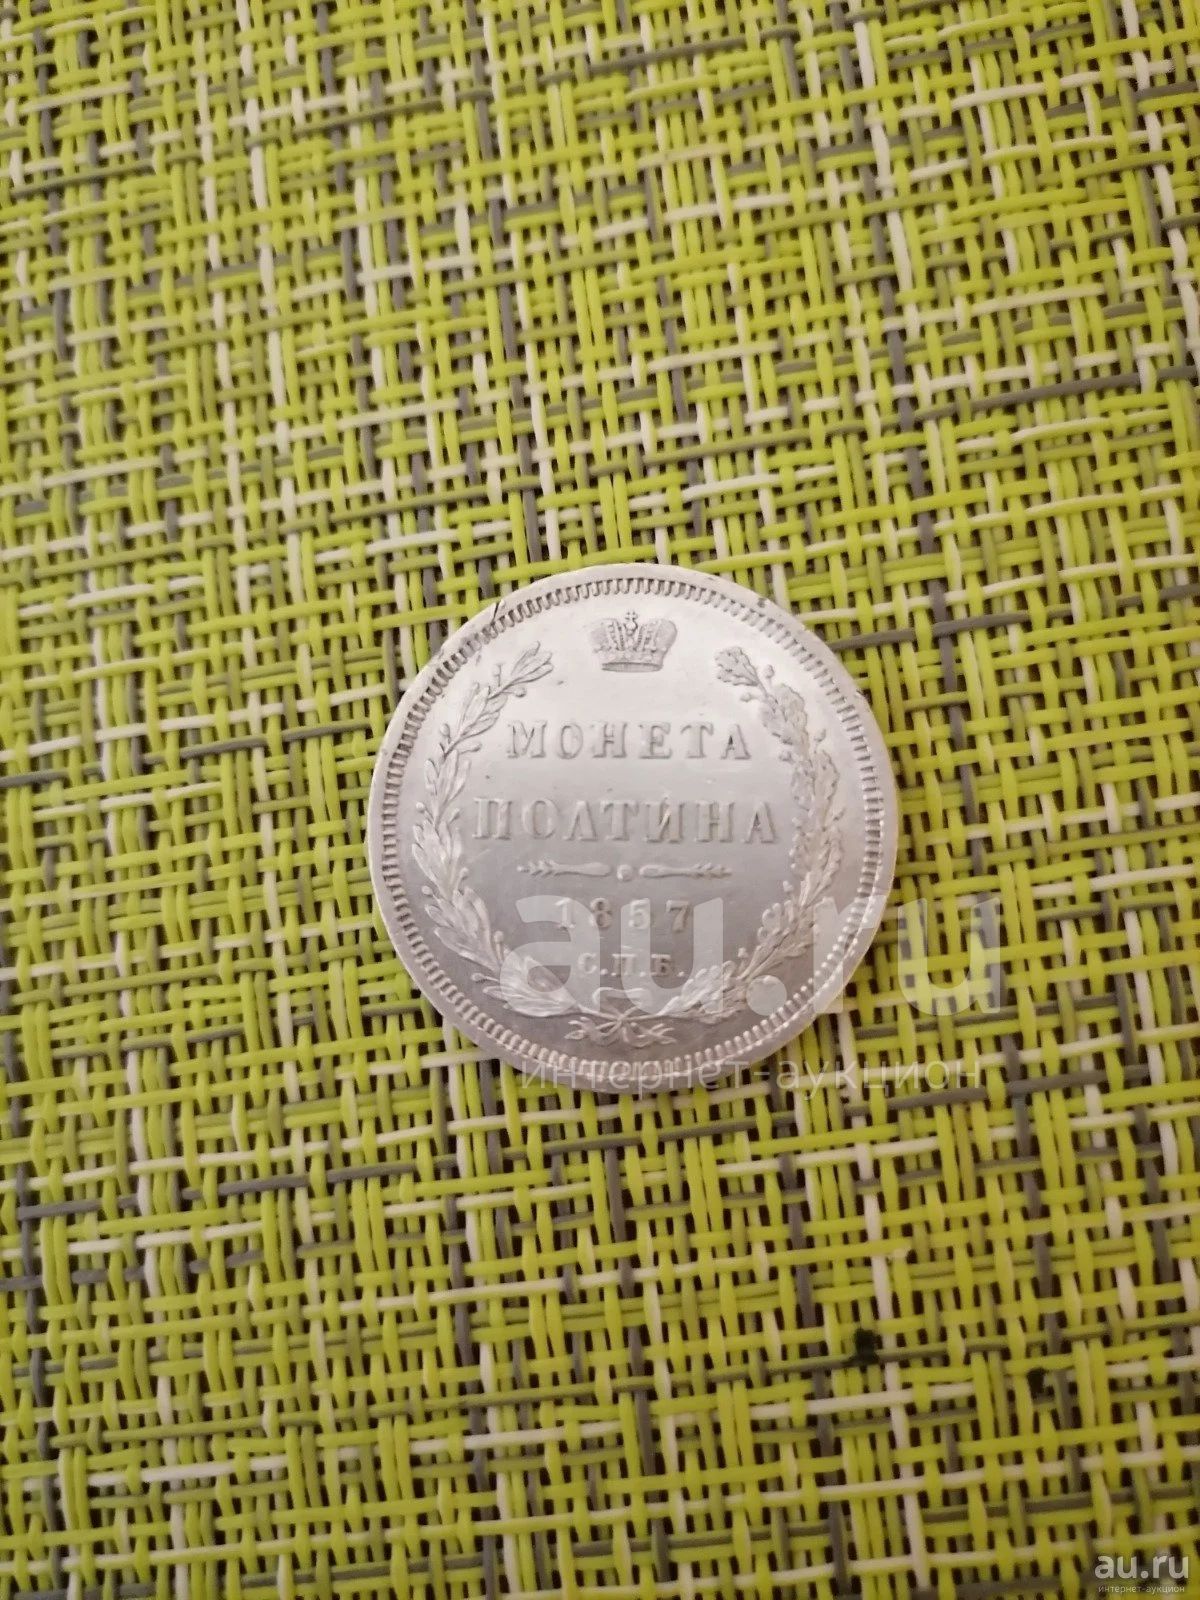 МОНЕТА
ПОЛТИНА
1857
С.П.Б.
au.ru
интернет-аукцион
au.ru
интернет-аукцион